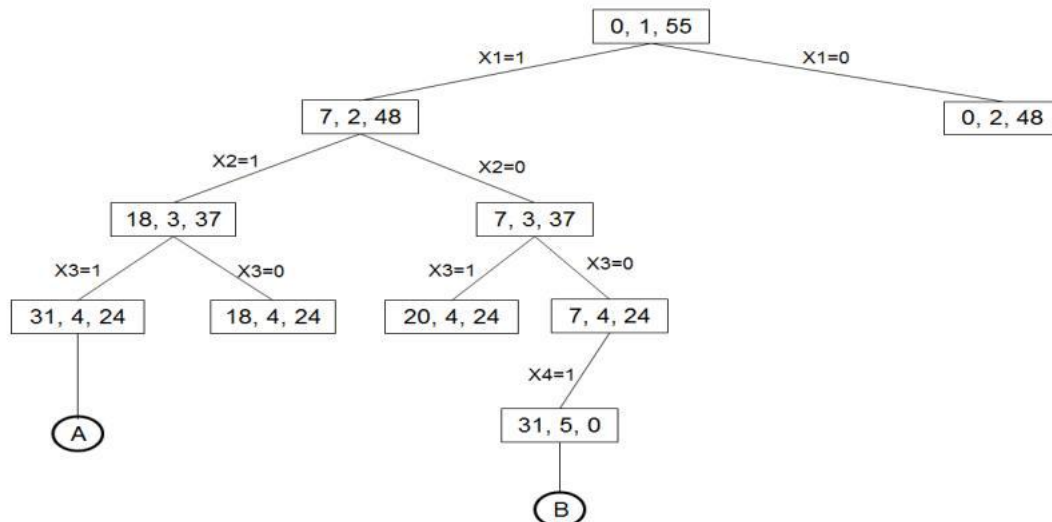 0, 1, 55
X1=1
X1=0
7, 2, 48
0, 2, 48
X2=1
X2=0
18, 3, 37
7, 3, 37
X3=1
X3=0
X3=1
X3=0
31, 4, 24
18, 4, 24
20, 4, 24
7, 4, 24
X4=1
31, 5, 0
A
B